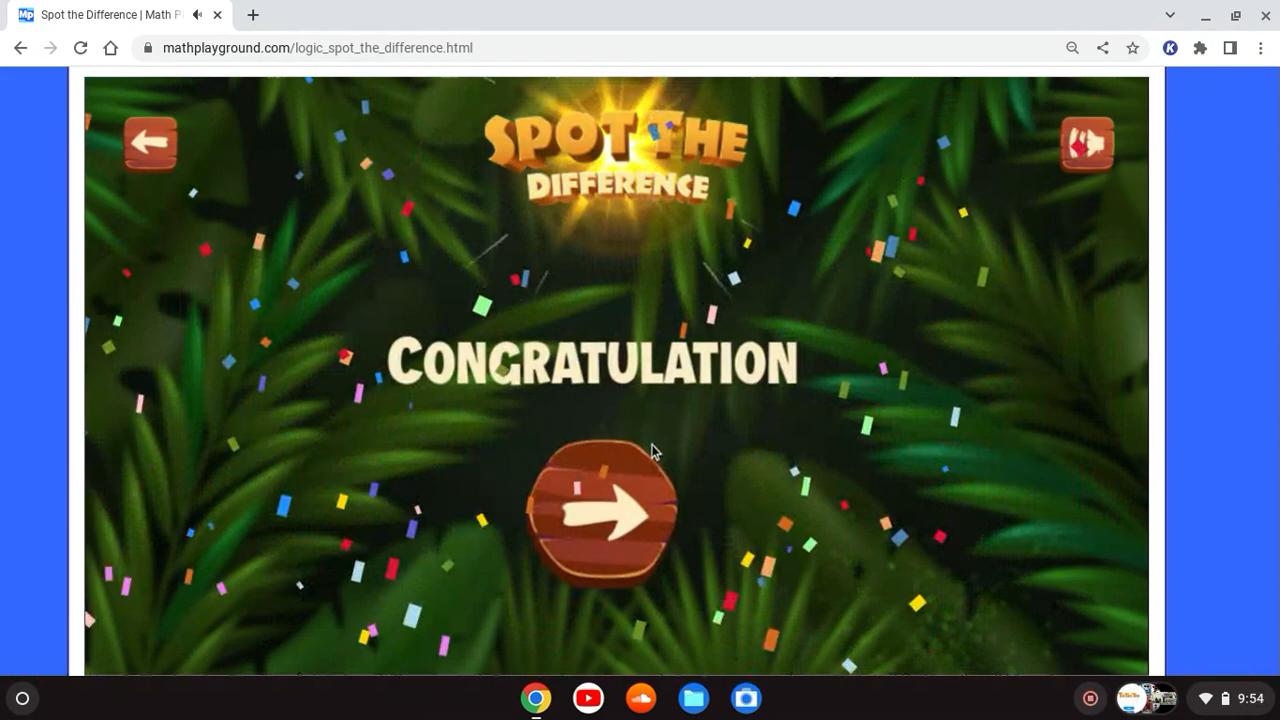 Spot the Difference | Math P
mathplayground.com/logic_spot_the_difference.html
SPOT THE
DIFFERENCE
CONGRATULATION
9:54